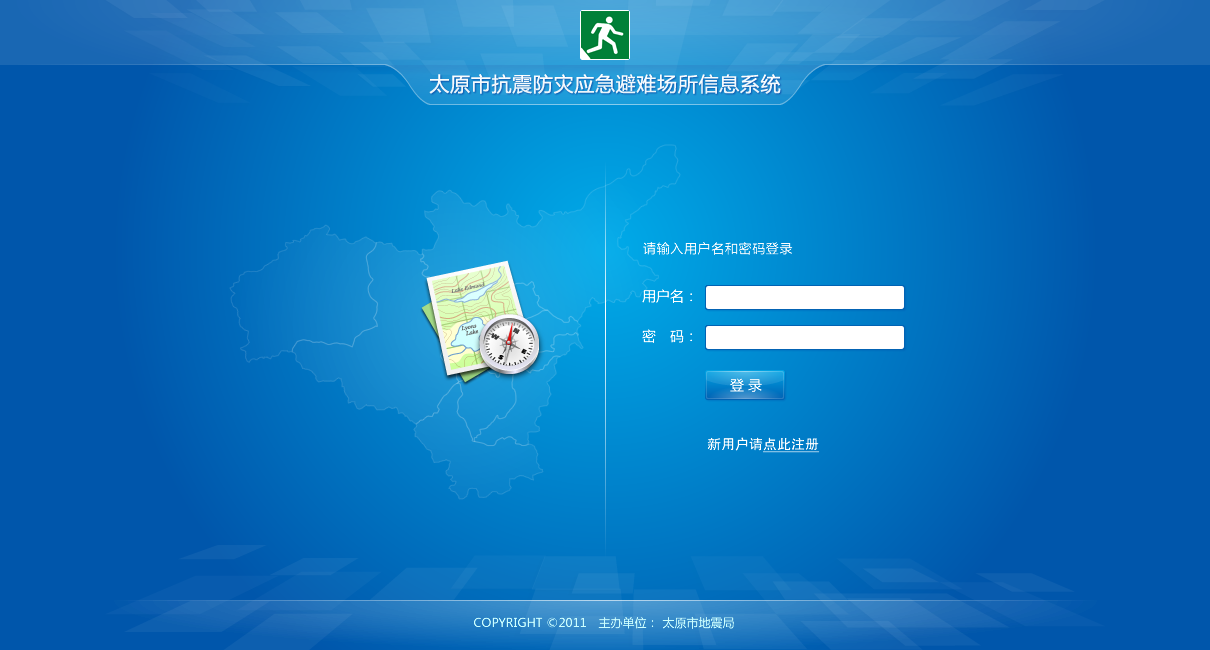 太原市抗震防灾应急避难场所信息系统
请输入用户名和密码登录
Lake Edmund
Lyons
Lake
用户名：
密 码：
登 录
新用户请点此注册
COPYRIGHT ©2011 主办单位： 太原市地震局